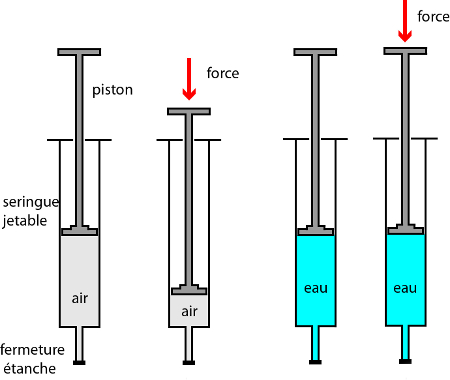 force
force
piston
seringue
jetable
air
air
eau
eau
fermeture
étanche